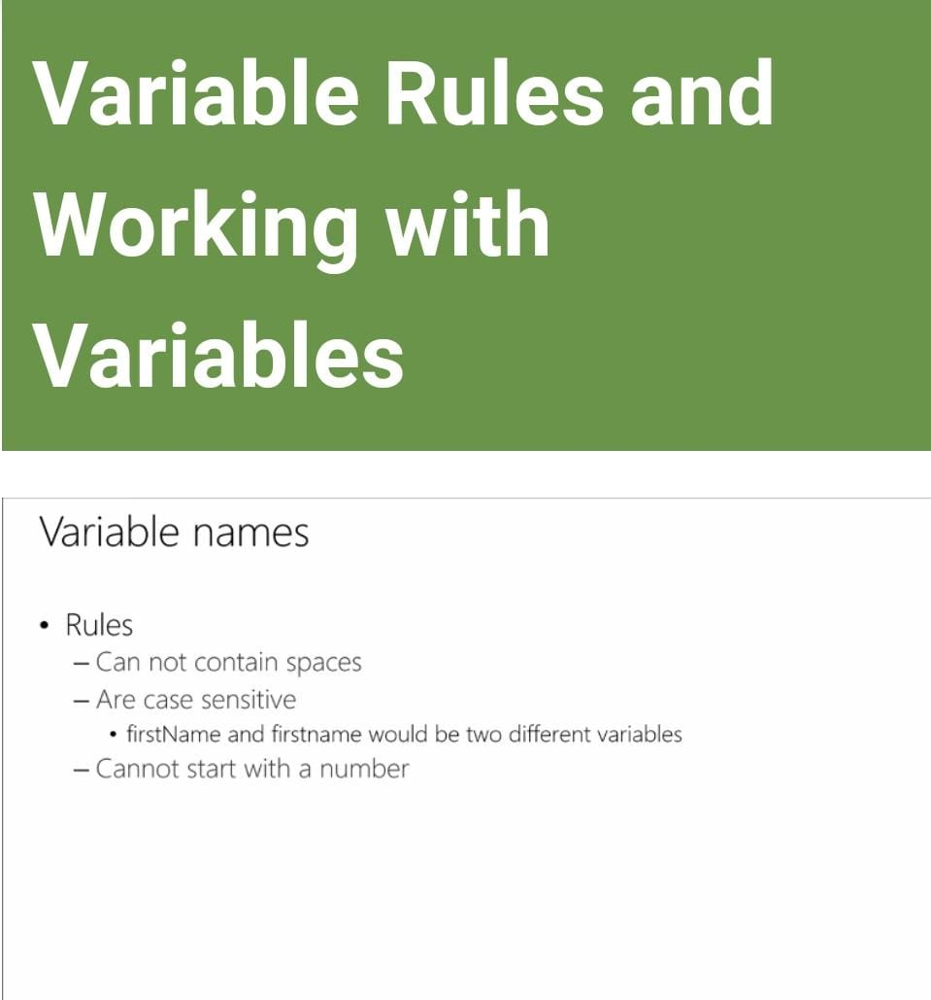 Variable Rules and
Working with
Variables
Variable names
• Rules
– Can not contain spaces
– Are case sensitive
• firstName and firstname would be two different variables
– Cannot start with a number